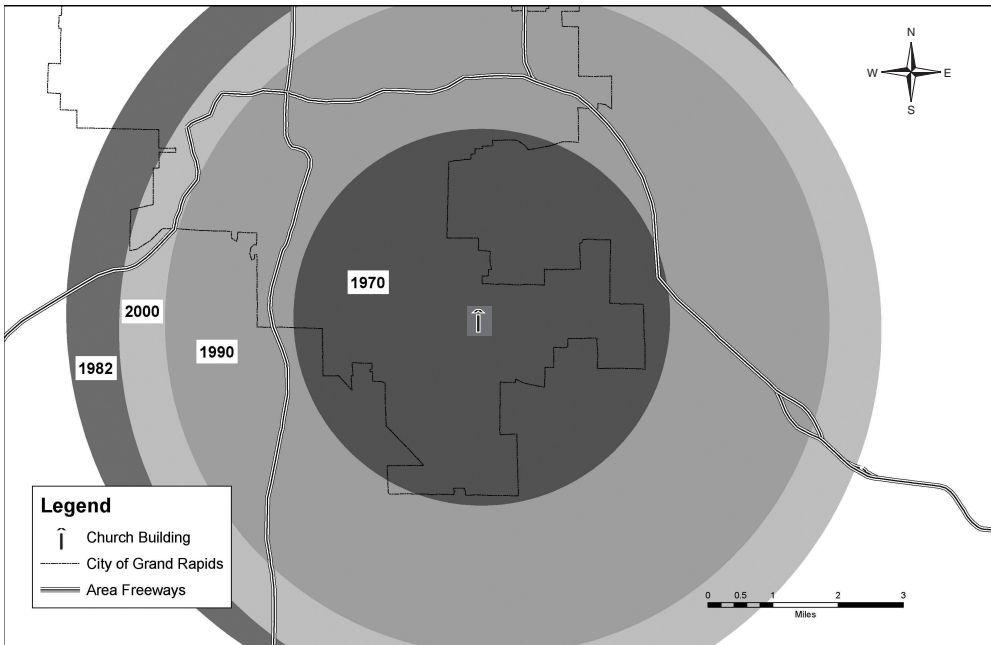 N
W E
S
1970
2000
1990
1982
Legend
Church Building
City of Grand Rapids
Area Freeways
0 0.5 1 2 3
Miles